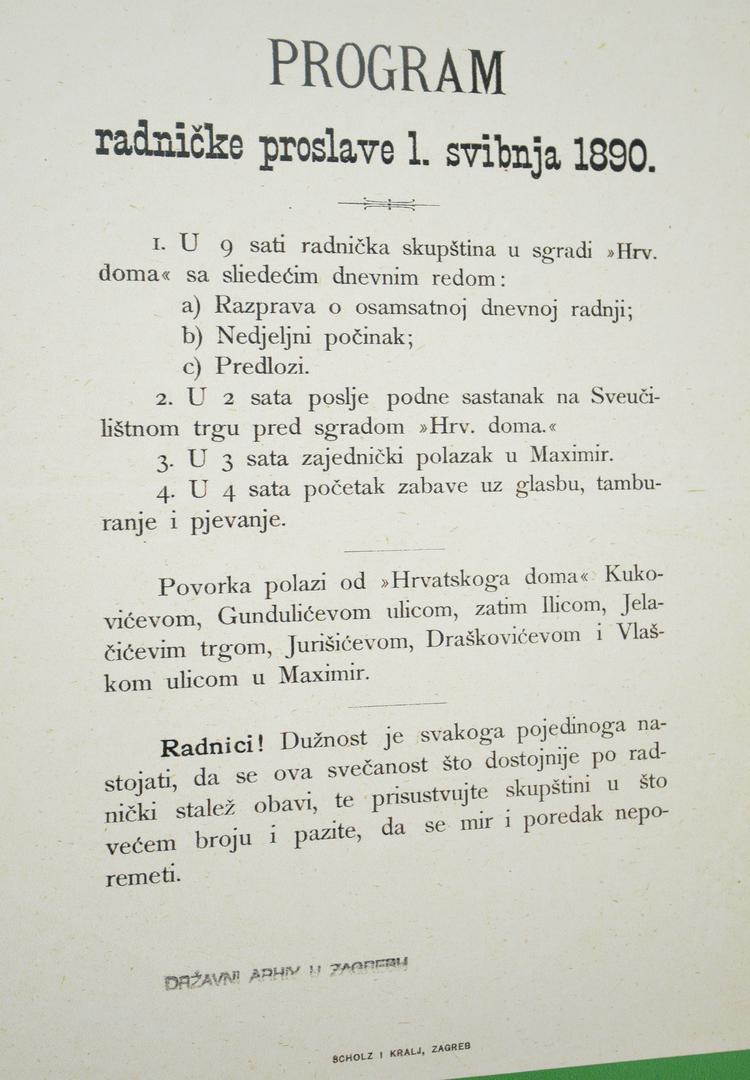 PROGRAM
radničke proslave 1. svibnja 1890.
1. U 9 sati radnička skupština u sgradi »Hrv.
doma« sa sliedećim dnevnim redom:
a) Razprava o osamsatnoj dnevnoj radnji;
b) Nedjeljni počinak;
c) Predlozi.
2. U 2 sata poslje podne sastanak na Sveuči-
lištnom trgu pred sgradom »Hrv. doma.«
3. U 3 sata zajednički polazak u Maximir.
4. U 4 sata početak zabave uz glasbu, tambu-
ranje i pjevanje.
Povorka polazi od »Hrvatskoga doma« Kuko-
vićevom, Gundulićevom ulicom, zatim Ilicom, Jela-
čićevim trgom, Jurišićevom, Draškovićevom i Vlaš-
kom ulicom u Maximir.
Radnici! Dužnost je svakoga pojedinoga na-
stojati, da se ova svečanost što dostojnije po rad-
nički stalež obavi, te prisustvujte skupštini u što
većem broju i pazite, da se mir i poredak nepo-
remeti.
DRŽAVNI ARHIV U ZAGREBU
SCHOLZ I KRALJ, ZAGREB